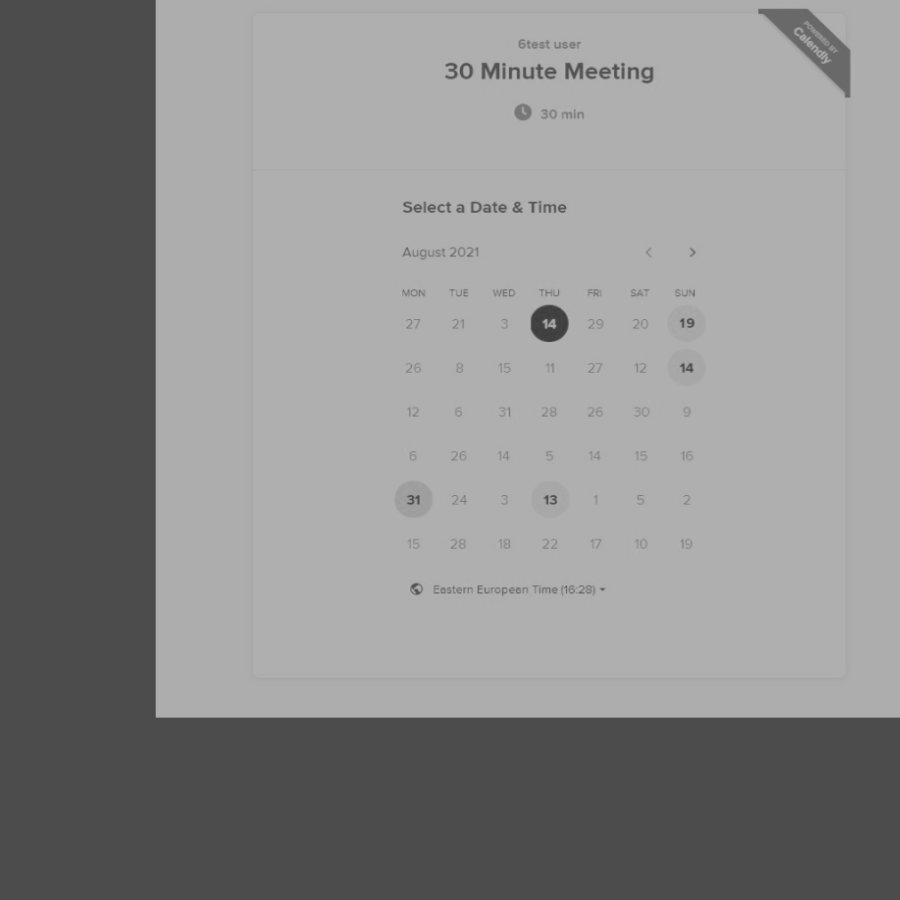 POWERED BY
Calendly
6test user
30 Minute Meeting
30 min
Select a Date & Time
August 2021
MON TUE WED THU FRI SAT SUN
27 21 3 14 29 20 19
26 8 15 11 27 12 14
12 6 31 28 26 30 9
6 26 14 5 14 15 16
31 24 3 13 1 5 2
15 28 18 22 17 10 19
Eastern European Time (16:28)